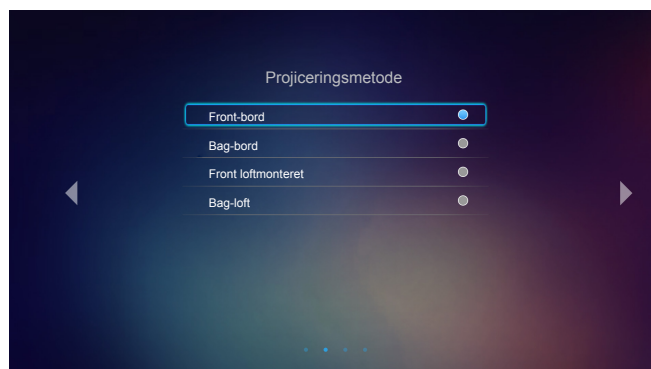 Projiceringsmetode
Front-bord
Bag-bord
Front loftmonteret
Bag-loft